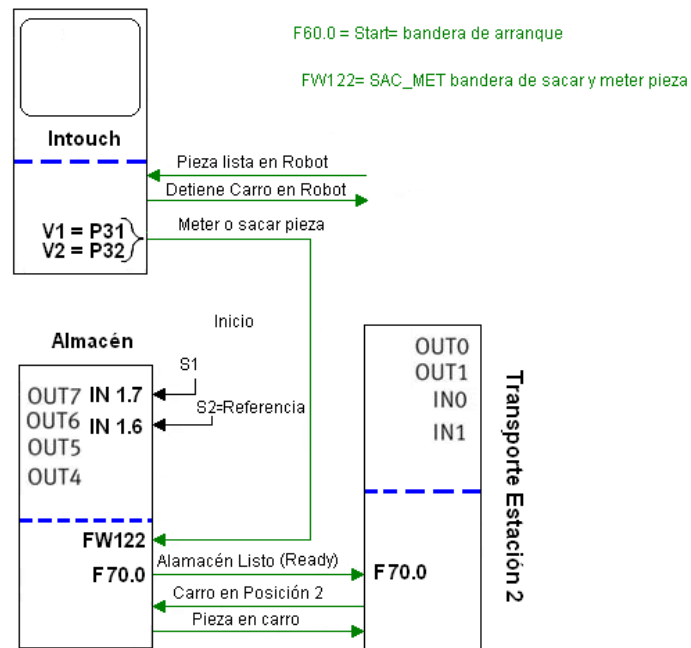 F60.0 = Start= bandera de arranque
FW122= SAC_MET bandera de sacar y meter pieza
Intouch
Pieza lista en Robot
Detiene Carro en Robot
V1 = P31
V2 = P32
Meter o sacar pieza
Inicio
Almacén
S1
OUT7 IN 1.7
S2=Referencia
OUT6 IN 1.6
OUT5
OUT4
OUT0
OUT1
IN0
IN1
Transporte Estación 2
FW122
F70.0
Alamacén Listo (Ready)
F70.0
Carro en Posición 2
Pieza en carro